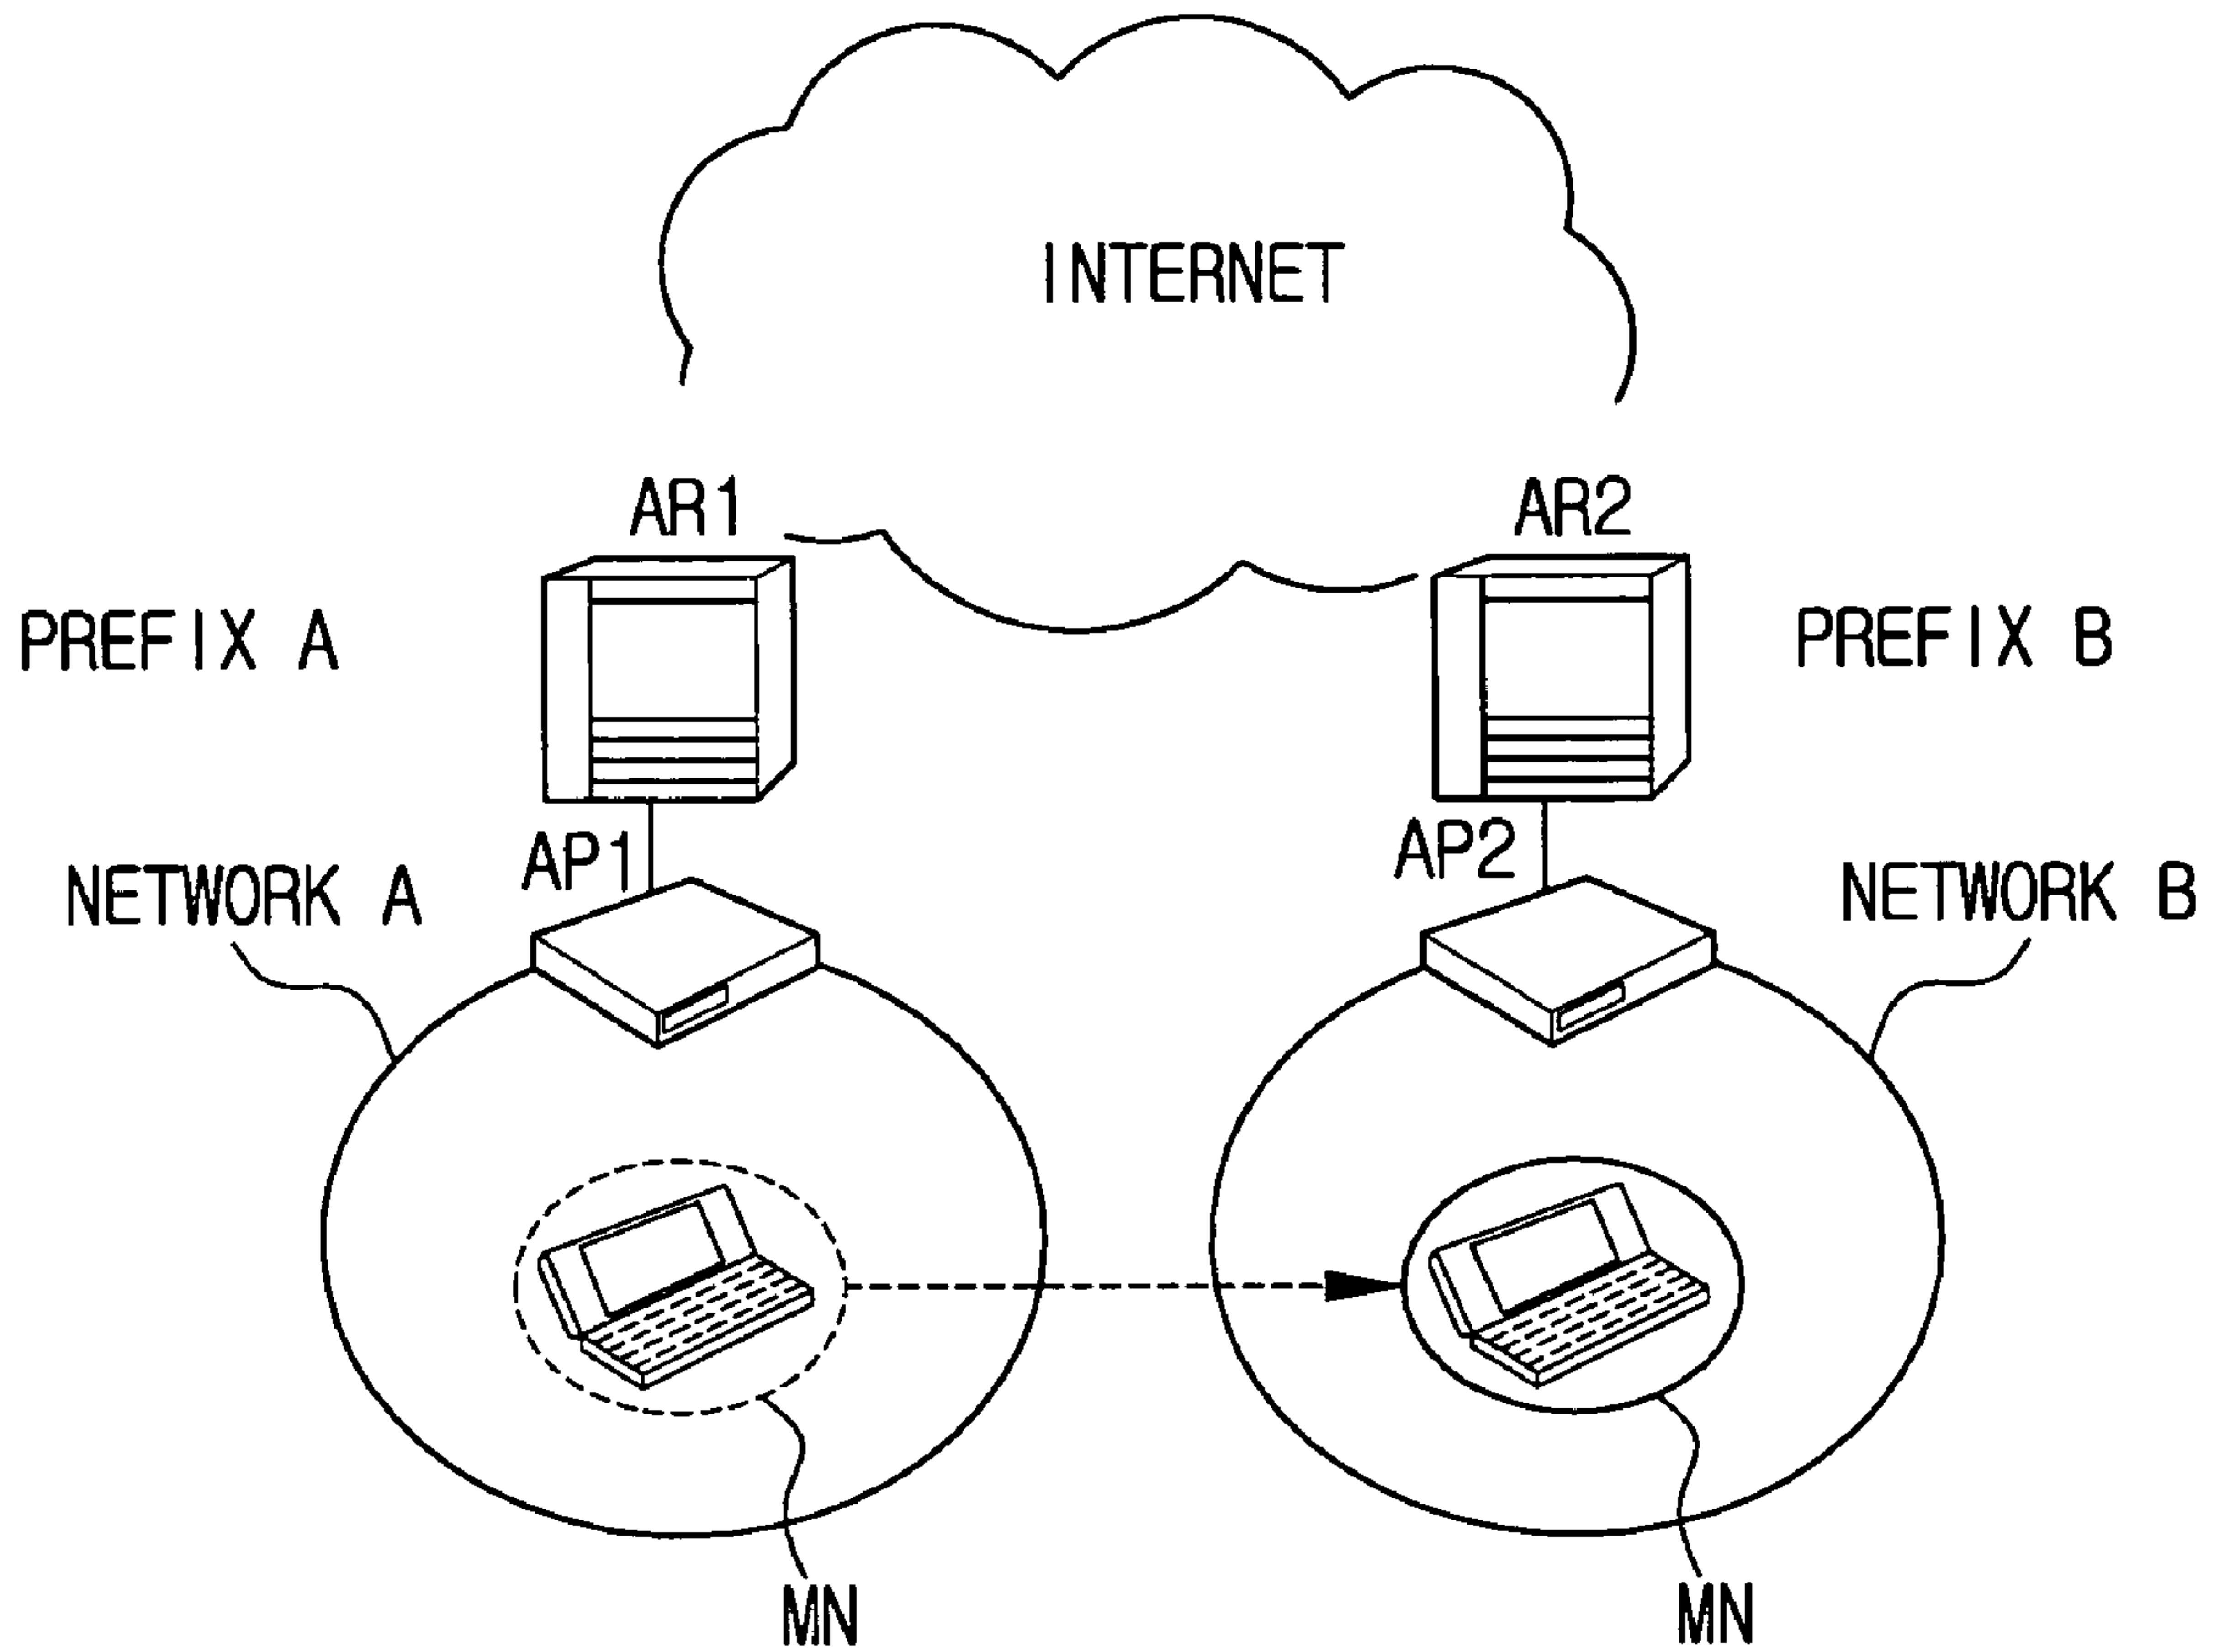 INTERNET
AR1
AR2
PREFIX A
PREFIX B
AP1
AP2
NETWORK A
NETWORK B
MN
MN